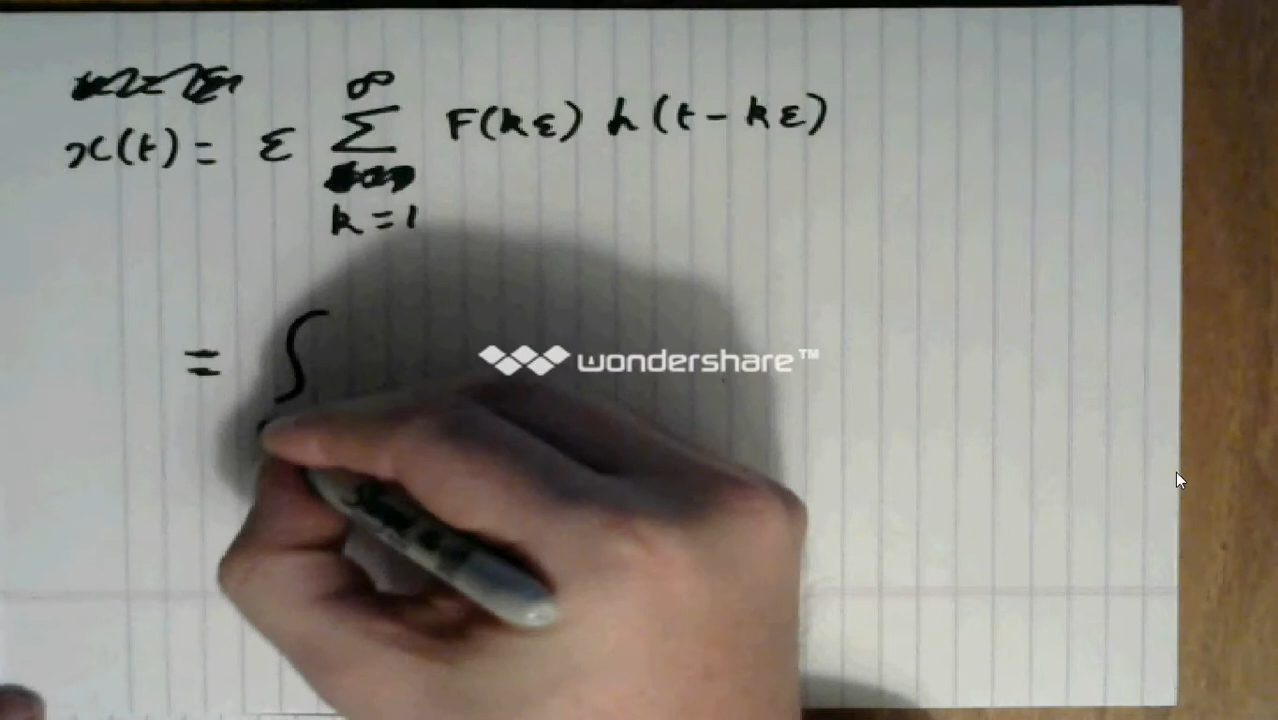 ∞
x(t) = ε Σ F(kε) h(t - kε)
k = 1
= ∫
wondershare™